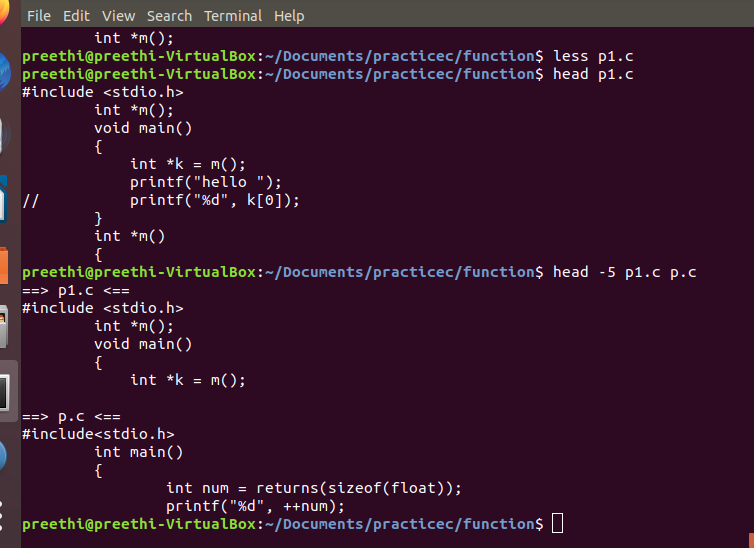 File Edit View Search Terminal Help
        int *m();
preethi@preethi-VirtualBox:~/Documents/practicec/function$ less p1.c
preethi@preethi-VirtualBox:~/Documents/practicec/function$ head p1.c
#include <stdio.h>
        int *m();
        void main()
        {
            int *k = m();
            printf("hello ");
//          printf("%d", k[0]);
        }
        int *m()
        {
preethi@preethi-VirtualBox:~/Documents/practicec/function$ head -5 p1.c p.c
==> p1.c <==
#include <stdio.h>
        int *m();
        void main()
        {
            int *k = m();

==> p.c <==
#include<stdio.h>
        int main()
        {
                int num = returns(sizeof(float));
                printf("%d", ++num);
preethi@preethi-VirtualBox:~/Documents/practicec/function$